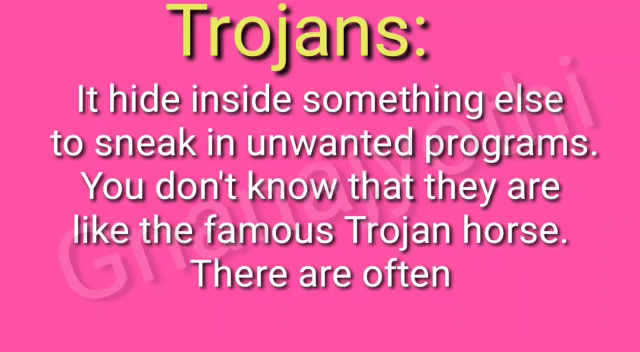 Trojans:
It hide inside something else
to sneak in unwanted programs.
You don't know that they are
like the famous Trojan horse.
There are often